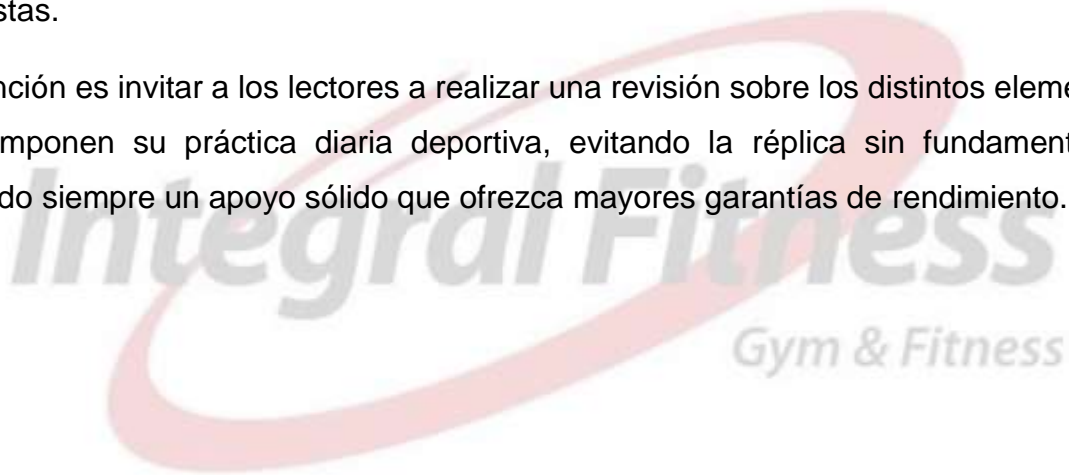 stas.
nción es invitar a los lectores a realizar una revisión sobre los distintos eleme
mponen su práctica diaria deportiva, evitando la réplica sin fundament
do siempre un apoyo sólido que ofrezca mayores garantías de rendimiento.
Integral Fitness
Gym & Fitness